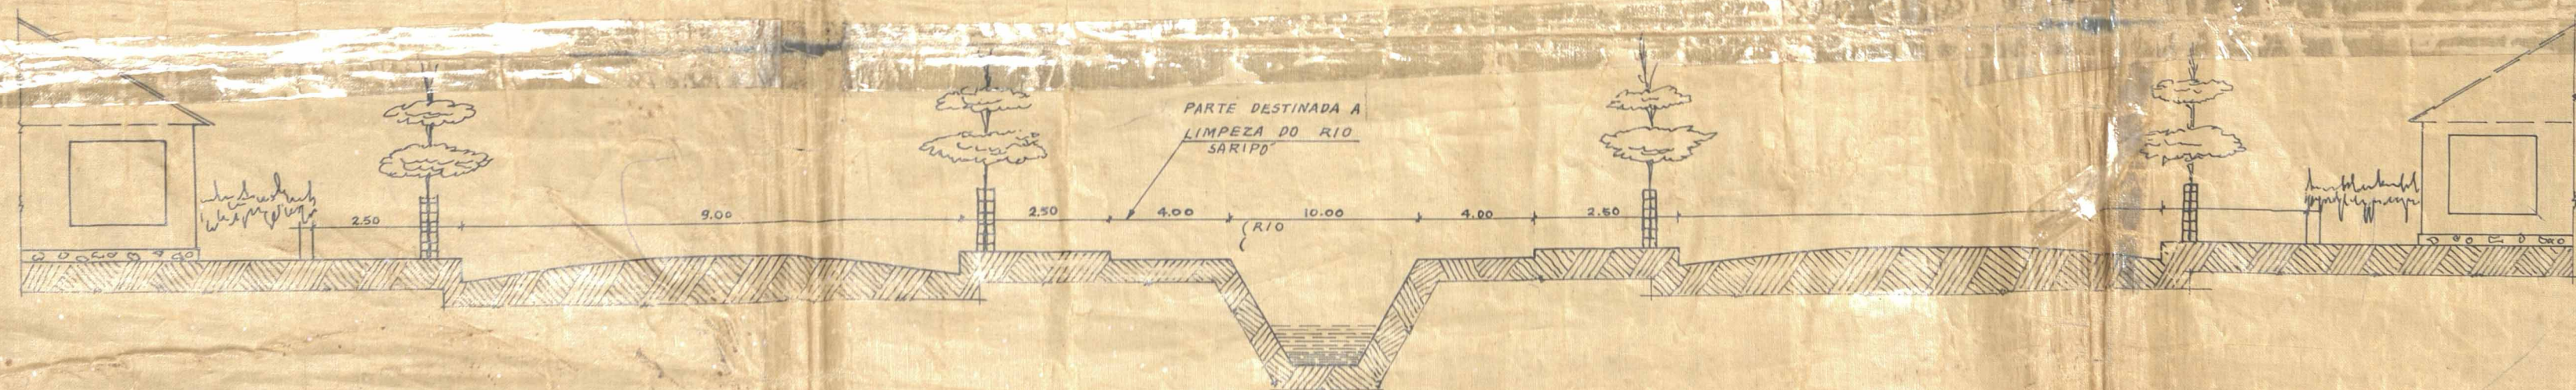 PARTE DESTINADA A
LIMPEZA DO RIO
SARIPÓ
2.50
9.00
2.50
4.00
10.00
4.00
2.50
(RIO